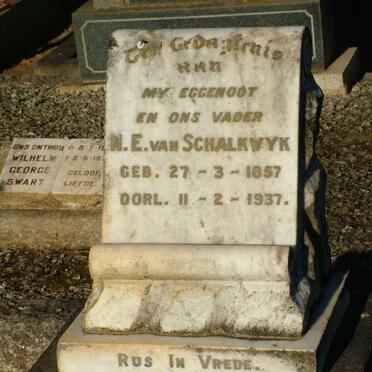 Ter Gedagtenis
aan
MY EGGENOOT
EN ONS VADER
N. E. VAN SCHALKWYK
GEB. 27 - 3 - 1857
OORL. 11 - 2 - 1937.
RUS IN VREDE.
ONS ONTHOU
WILHELM
GEORGE
SWART
GELOOF,
LIEFDE.